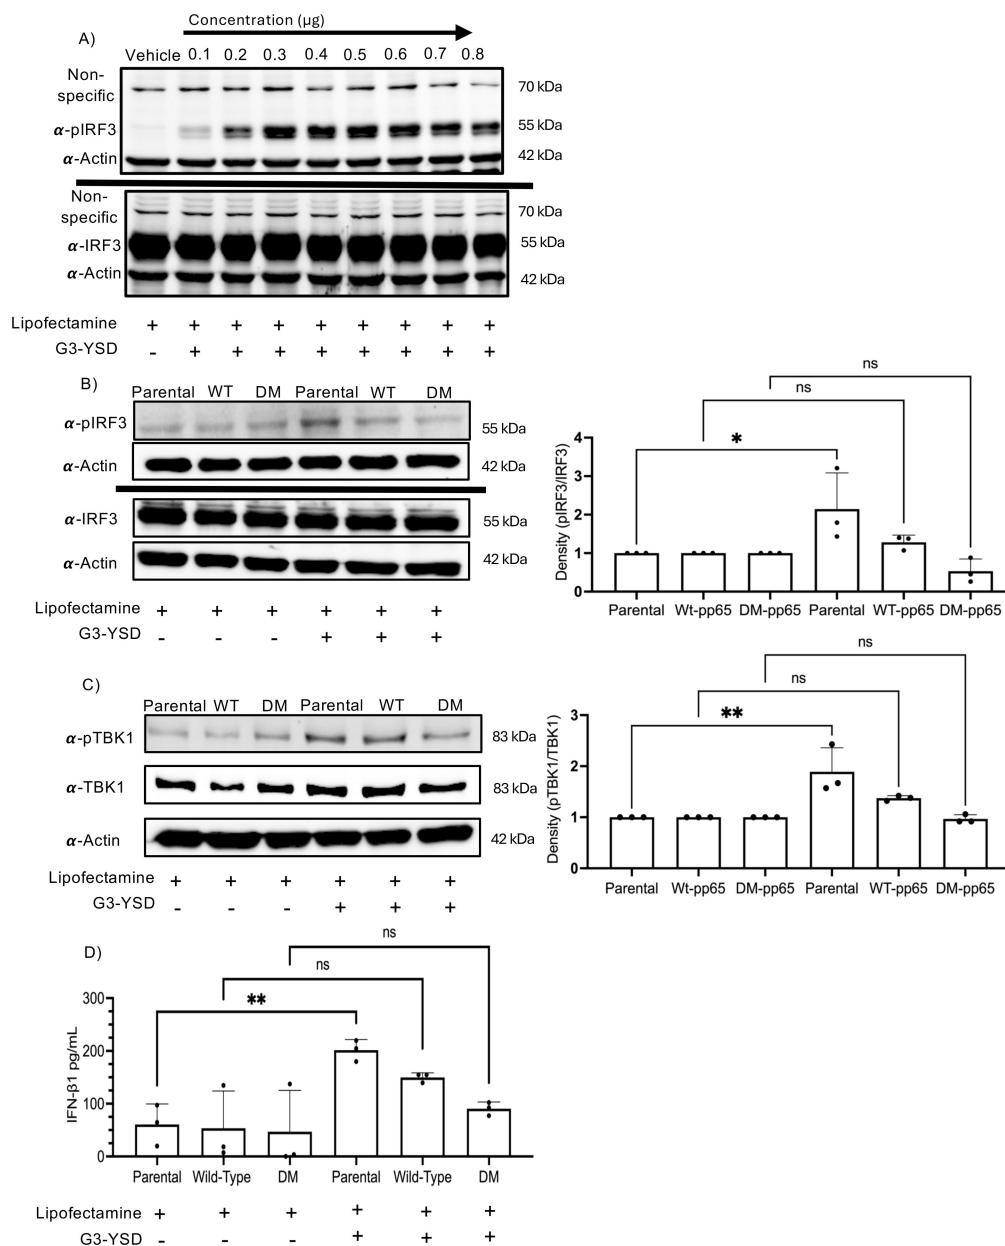 Concentration (µg)
A)
Vehicle 0.1 0.2 0.3 0.4 0.5 0.6 0.7 0.8
Non-
specific
70 kDa
α-pIRF3
55 kDa
α-Actin
42 kDa
Non-
specific
70 kDa
α-IRF3
55 kDa
α-Actin
42 kDa
Lipofectamine + + + + + + + + +
G3-YSD - + + + + + + + +
B)
Parental WT DM Parental WT DM
α-pIRF3
55 kDa
α-Actin
42 kDa
α-IRF3
55 kDa
α-Actin
42 kDa
Lipofectamine + + + + + +
G3-YSD - - - + + +
ns
ns
*
Density (pIRF3/IRF3)
4
3
2
1
0
Parental Wt-pp65 DM-pp65 Parental WT-pp65 DM-pp65
C)
Parental WT DM Parental WT DM
α-pTBK1
83 kDa
α-TBK1
83 kDa
α-Actin
42 kDa
Lipofectamine + + + + + +
G3-YSD - - - + + +
ns
ns
**
Density (pTBK1/TBK1)
3
2
1
0
Parental Wt-pp65 DM-pp65 Parental WT-pp65 DM-pp65
D)
ns
ns
**
IFN-β1 pg/mL
300
200
100
0
Parental Wild-Type DM Parental Wild-Type DM
Lipofectamine + + + + + +
G3-YSD - - - + + +